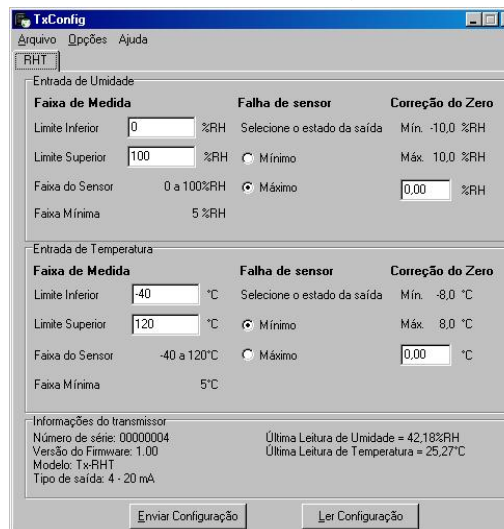 TxConfig
Arquivo Opções Ajuda
RHT
Entrada de Umidade
Faixa de Medida Falha de sensor Correção do Zero
Limite Inferior 0 %RH Selecione o estado da saída Mín. -10,0 %RH
Limite Superior 100 %RH Mínimo Máx. 10,0 %RH
Faixa do Sensor 0 a 100%RH Máximo 0,00 %RH
Faixa Mínima 5 %RH
Entrada de Temperatura
Faixa de Medida Falha de sensor Correção do Zero
Limite Inferior -40 °C Selecione o estado da saída Mín. -8,0 °C
Limite Superior 120 °C Mínimo Máx. 8,0 °C
Faixa do Sensor -40 a 120°C Máximo 0,00 °C
Faixa Mínima 5°C
Informações do transmissor
Número de série: 00000004 Última Leitura de Umidade = 42,18%RH
Versão do Firmware: 1.00 Última Leitura de Temperatura = 25,27°C
Modelo: Tx-RHT
Tipo de saída: 4 - 20 mA
Enviar Configuração Ler Configuração